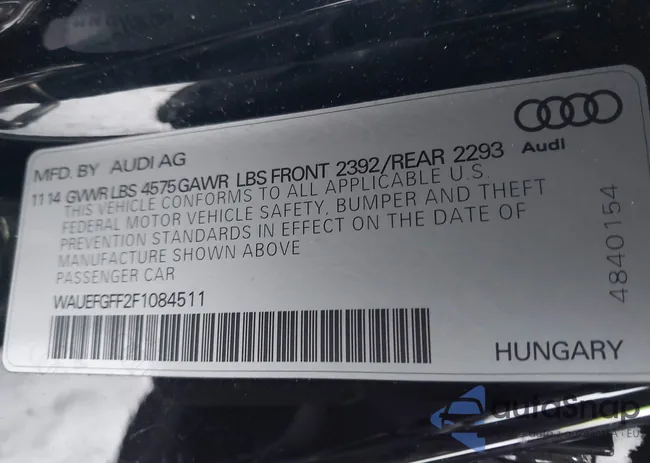 MFD. BY AUDI AG
11 14 GVWR LBS 4575 GAWR LBS FRONT 2392/REAR 2293
THIS VEHICLE CONFORMS TO ALL APPLICABLE U.S.
FEDERAL MOTOR VEHICLE SAFETY, BUMPER AND THEFT
PREVENTION STANDARDS IN EFFECT ON THE DATE OF
MANUFACTURE SHOWN ABOVE
PASSENGER CAR
WAUEFGFF2F1084511
Audi
4840154
HUNGARY
autoSnap